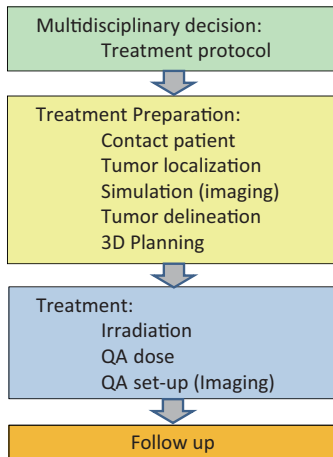 Multidisciplinary decision:
Treatment protocol
Treatment Preparation:
Contact patient
Tumor localization
Simulation (imaging)
Tumor delineation
3D Planning
Treatment:
Irradiation
QA dose
QA set-up (Imaging)
Follow up